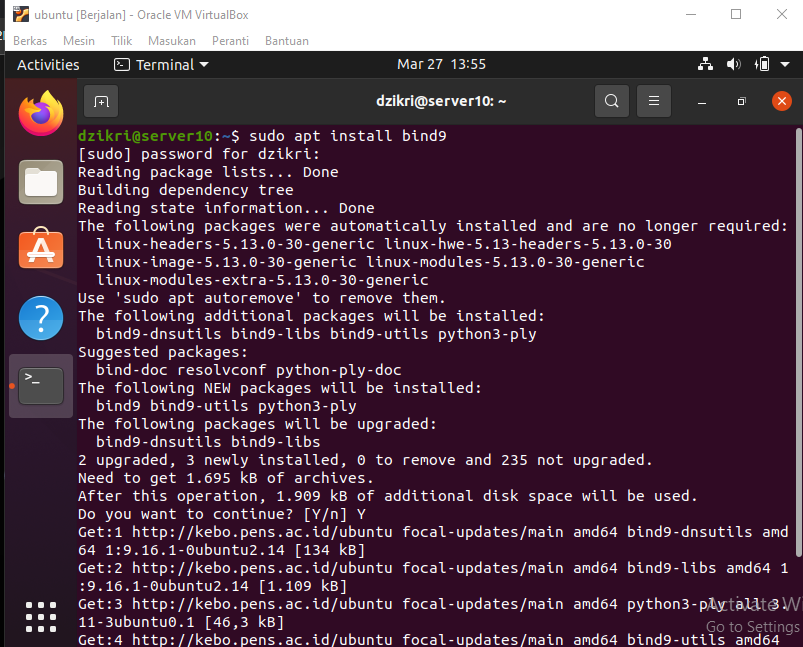 ubuntu [Berjalan] - Oracle VM VirtualBox
Berkas Mesin Tilik Masukan Peranti Bantuan
Activities Terminal Mar 27 13:55
dzikri@server10: ~
dzikri@server10:~$ sudo apt install bind9
[sudo] password for dzikri:
Reading package lists... Done
Building dependency tree
Reading state information... Done
The following packages were automatically installed and are no longer required:
linux-headers-5.13.0-30-generic linux-hwe-5.13-headers-5.13.0-30
linux-image-5.13.0-30-generic linux-modules-5.13.0-30-generic
linux-modules-extra-5.13.0-30-generic
Use 'sudo apt autoremove' to remove them.
The following additional packages will be installed:
bind9-dnsutils bind9-libs bind9-utils python3-ply
Suggested packages:
bind-doc resolvconf python-ply-doc
The following NEW packages will be installed:
bind9 bind9-utils python3-ply
The following packages will be upgraded:
bind9-dnsutils bind9-libs
2 upgraded, 3 newly installed, 0 to remove and 235 not upgraded.
Need to get 1.695 kB of archives.
After this operation, 1.909 kB of additional disk space will be used.
Do you want to continue? [Y/n] Y
Get:1 http://kebo.pens.ac.id/ubuntu focal-updates/main amd64 bind9-dnsutils amd
64 1:9.16.1-0ubuntu2.14 [134 kB]
Get:2 http://kebo.pens.ac.id/ubuntu focal-updates/main amd64 bind9-libs amd64 1
:9.16.1-0ubuntu2.14 [1.109 kB]
Get:3 http://kebo.pens.ac.id/ubuntu focal-updates/main amd64 python3-ply all 3.
11-3ubuntu0.1 [46,3 kB]
Get:4 http://kebo.pens.ac.id/ubuntu focal-updates/main amd64 bind9-utils amd64
Activate Wi
Go to Settings